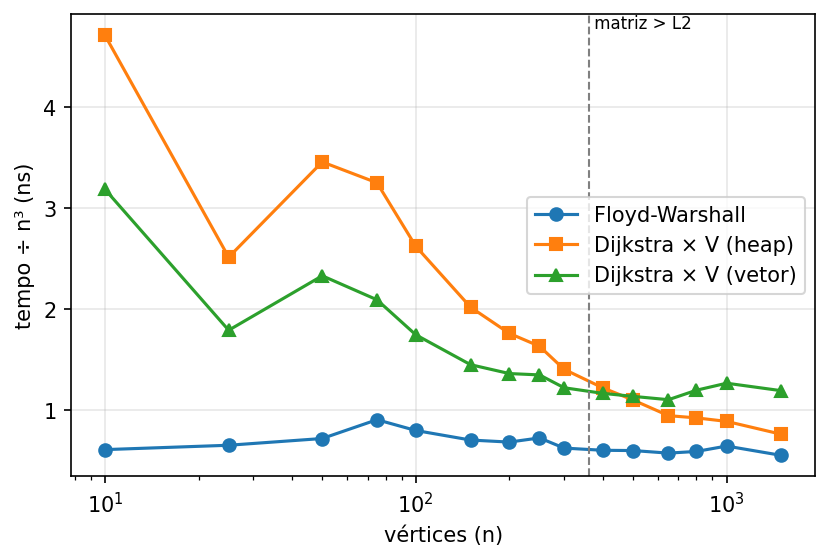 matriz > L2
4
3
2
1
tempo ÷ n³ (ns)
Floyd-Warshall
Dijkstra × V (heap)
Dijkstra × V (vetor)
10¹
10²
10³
vértices (n)